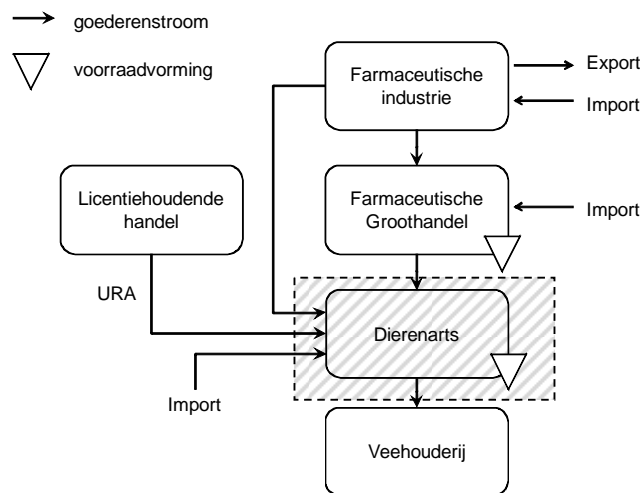 goederenstroom
voorraadvorming
Farmaceutische
industrie
Export
Import
Licentiehoudende
handel
Farmaceutische
Groothandel
Import
URA
Dierenarts
Import
Veehouderij